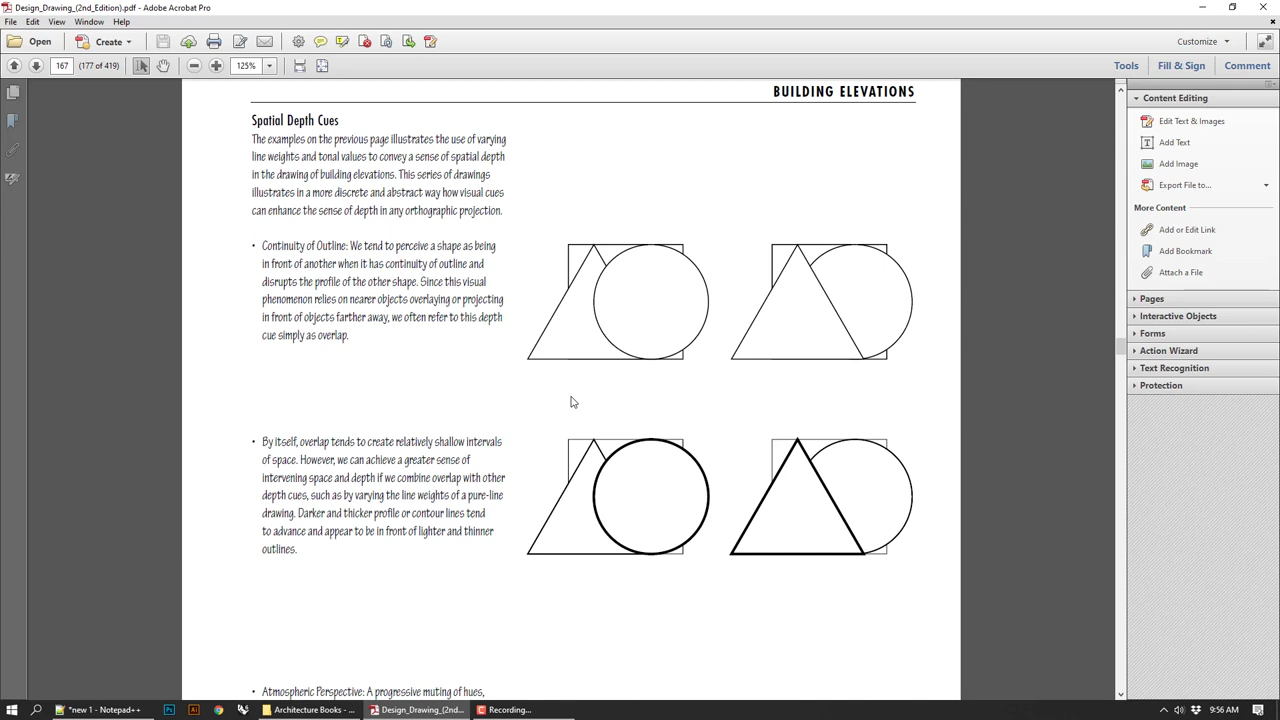 Design_Drawing_(2nd_Edition).pdf - Adobe Acrobat Pro
File Edit View Window Help
Open Create Customize
167 (177 of 419) 125% Tools Fill & Sign Comment
BUILDING ELEVATIONS
Spatial Depth Cues
The examples on the previous page illustrates the use of varying
line weights and tonal values to convey a sense of spatial depth
in the drawing of building elevations. This series of drawings
illustrates in a more discrete and abstract way how visual cues
can enhance the sense of depth in any orthographic projection.
• Continuity of Outline: We tend to perceive a shape as being
in front of another when it has continuity of outline and
disrupts the profile of the other shape. Since this visual
phenomenon relies on nearer objects overlaying or projecting
in front of objects farther away, we often refer to this depth
cue simply as overlap.
• By itself, overlap tends to create relatively shallow intervals
of space. However, we can achieve a greater sense of
intervening space and depth if we combine overlap with other
depth cues, such as by varying the line weights of a pure-line
drawing. Darker and thicker profile or contour lines tend
to advance and appear to be in front of lighter and thinner
outlines.
• Atmospheric Perspective: A progressive muting of hues,
Content Editing
Edit Text & Images
Add Text
Add Image
Export File to...
More Content
Add or Edit Link
Add Bookmark
Attach a File
Pages
Interactive Objects
Forms
Action Wizard
Text Recognition
Protection
*new 1 - Notepad++ Architecture Books - ... Design_Drawing_(2nd... Recording... 9:56 AM